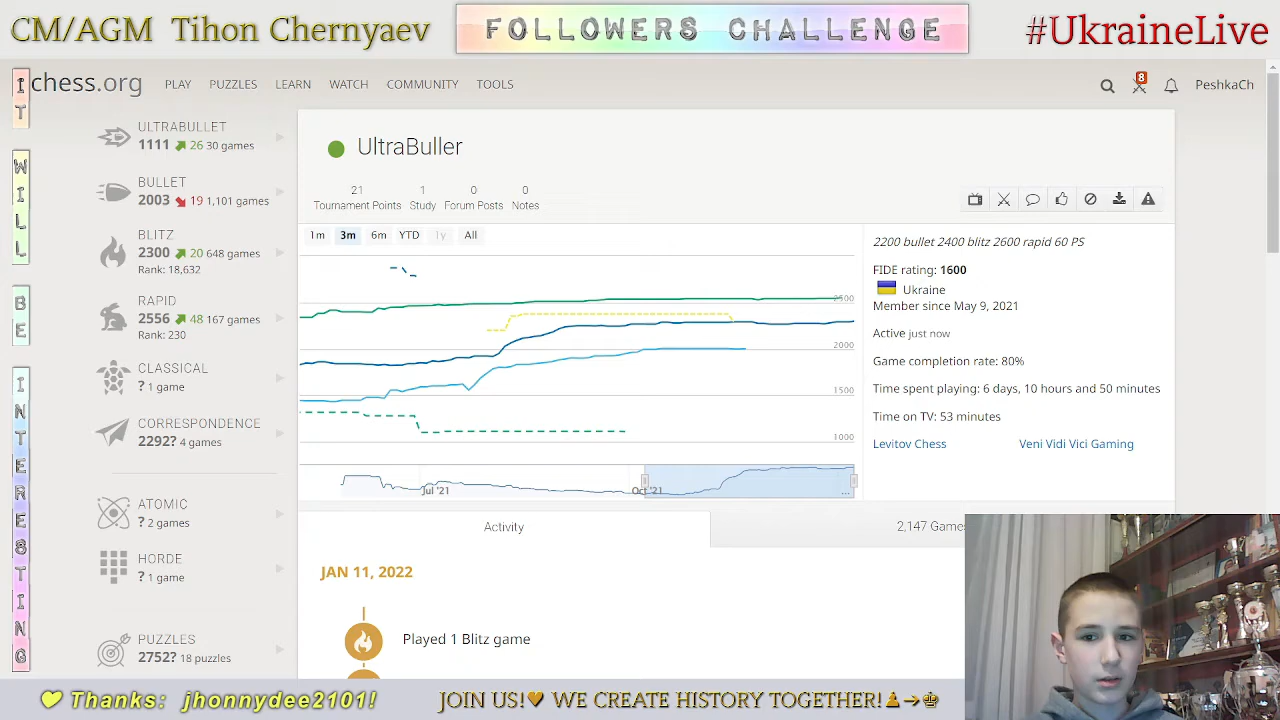 CM/AGM Tihon Chernyaev
FOLLOWERS CHALLENGE
#UkraineLive
IT WILL BE INTERESTING
chess.org
PLAY PUZZLES LEARN WATCH COMMUNITY TOOLS
8
PeshkaCh
ULTRABULLET
1111 26 30 games
BULLET
2003 19 1,101 games
BLITZ
2300 20 648 games
Rank: 18,632
RAPID
2556 48 167 games
Rank: 230
CLASSICAL
? 1 game
CORRESPONDENCE
2292? 4 games
ATOMIC
? 2 games
HORDE
? 1 game
PUZZLES
2752? 18 puzzles
UltraBuller
21 1 0 0
Tournament Points Study Forum Posts Notes
1m 3m 6m YTD 1y All
2500
2000
1500
1000
Jul '21 Oct '21 ...
2200 bullet 2400 blitz 2600 rapid 60 PS
FIDE rating: 1600
Ukraine
Member since May 9, 2021
Active just now
Game completion rate: 80%
Time spent playing: 6 days, 10 hours and 50 minutes
Time on TV: 53 minutes
Levitov Chess Veni Vidi Vici Gaming
Activity 2,147 Games
JAN 11, 2022
Played 1 Blitz game
Thanks: jhonnydee2101!
JOIN US!♥ WE CREATE HISTORY TOGETHER!♟→♔